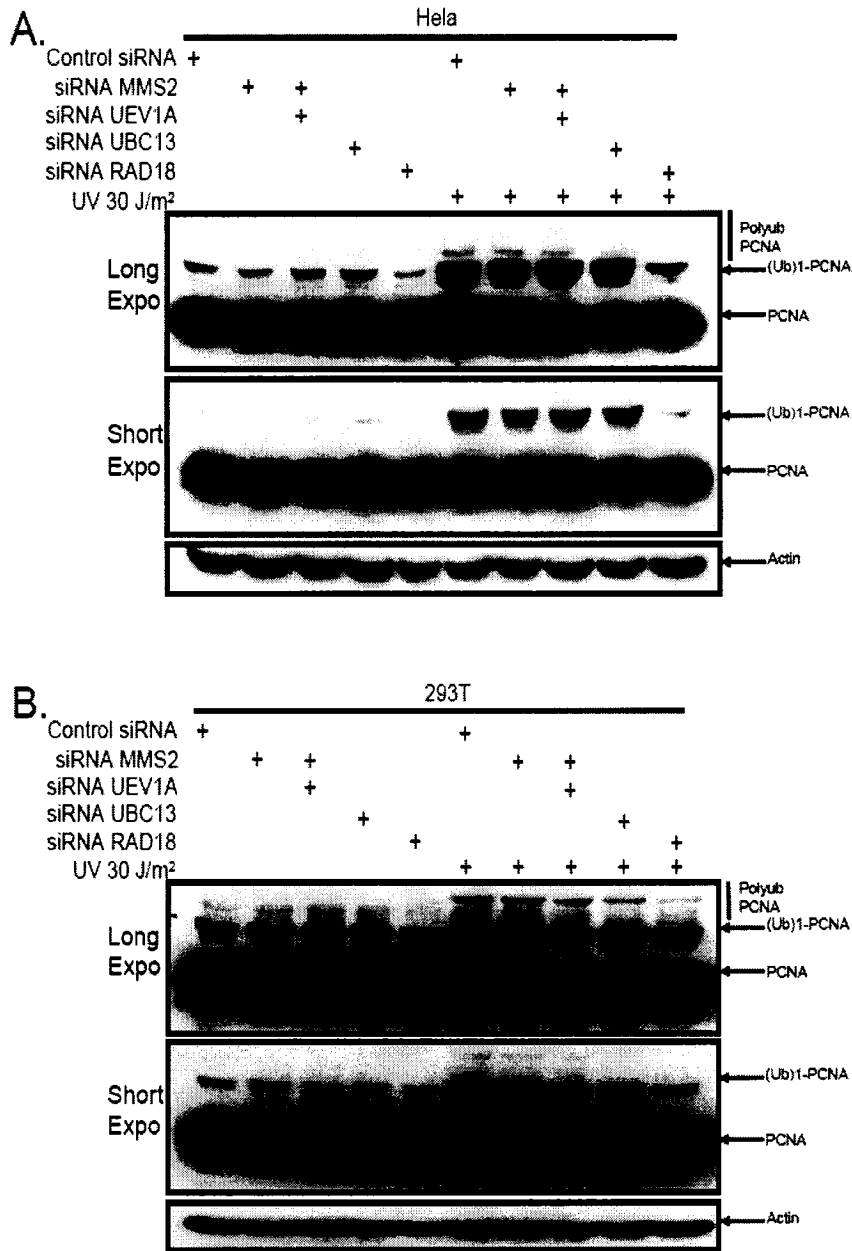 A.
Hela
Control siRNA + +
siRNA MMS2 + + + +
siRNA UEV1A + +
siRNA UBC13 + +
siRNA RAD18 + +
UV 30 J/m² + + + + +
Long Expo
Polyub PCNA
(Ub)1-PCNA
PCNA
Short Expo
(Ub)1-PCNA
PCNA
Actin
B.
293T
Control siRNA + +
siRNA MMS2 + + + +
siRNA UEV1A + +
siRNA UBC13 + +
siRNA RAD18 + +
UV 30 J/m² + + + + +
Long Expo
Polyub PCNA
(Ub)1-PCNA
PCNA
Short Expo
(Ub)1-PCNA
PCNA
Actin